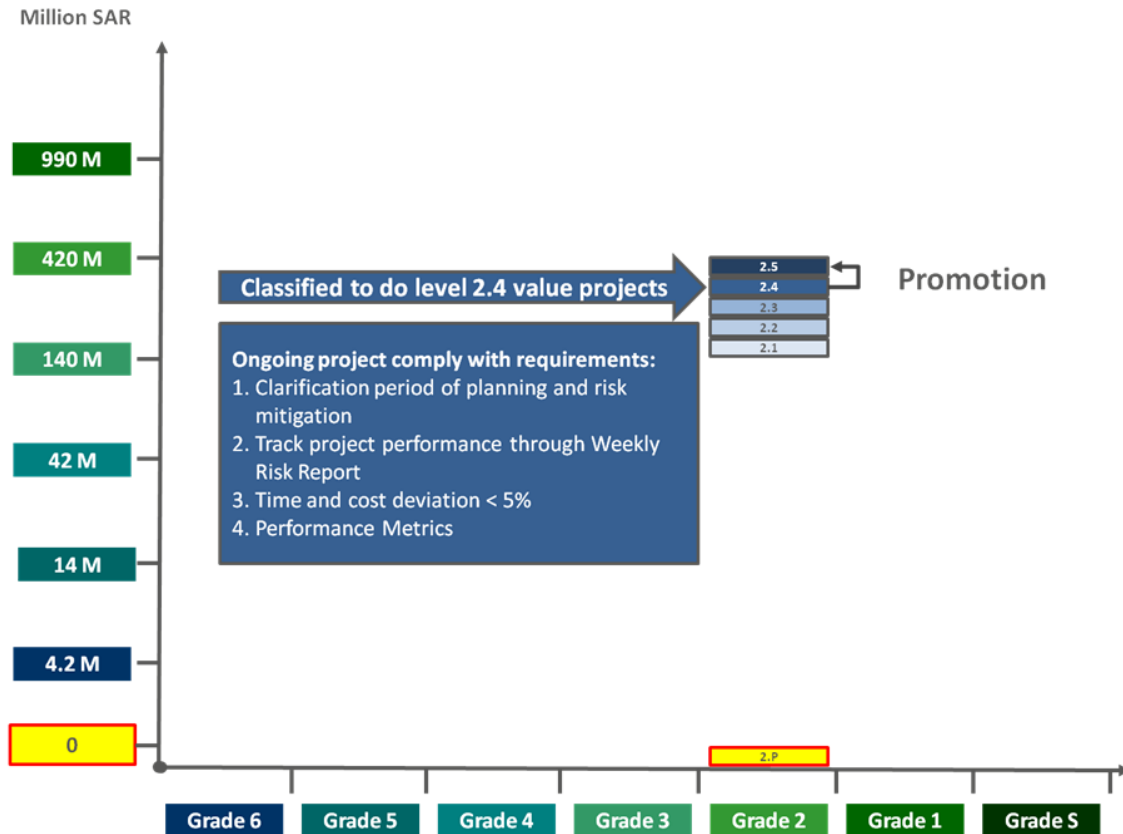 Million SAR
990 M
420 M
140 M
42 M
14 M
4.2 M
0
Classified to do level 2.4 value projects
Ongoing project comply with requirements:
1. Clarification period of planning and risk
mitigation
2. Track project performance through Weekly
Risk Report
3. Time and cost deviation < 5%
4. Performance Metrics
2.5
2.4
2.3
2.2
2.1
Promotion
2.P
Grade 6
Grade 5
Grade 4
Grade 3
Grade 2
Grade 1
Grade S